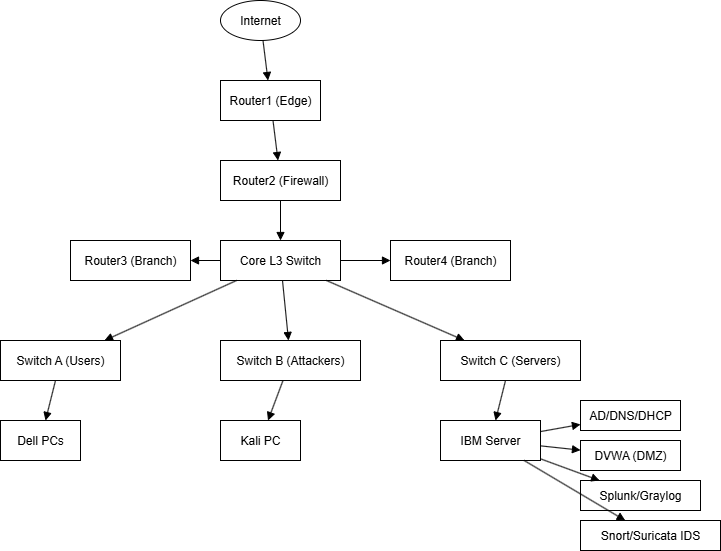 Internet
Router1 (Edge)
Router2 (Firewall)
Router3 (Branch)
Core L3 Switch
Router4 (Branch)
Switch A (Users)
Switch B (Attackers)
Switch C (Servers)
Dell PCs
Kali PC
IBM Server
AD/DNS/DHCP
DVWA (DMZ)
Splunk/Graylog
Snort/Suricata IDS